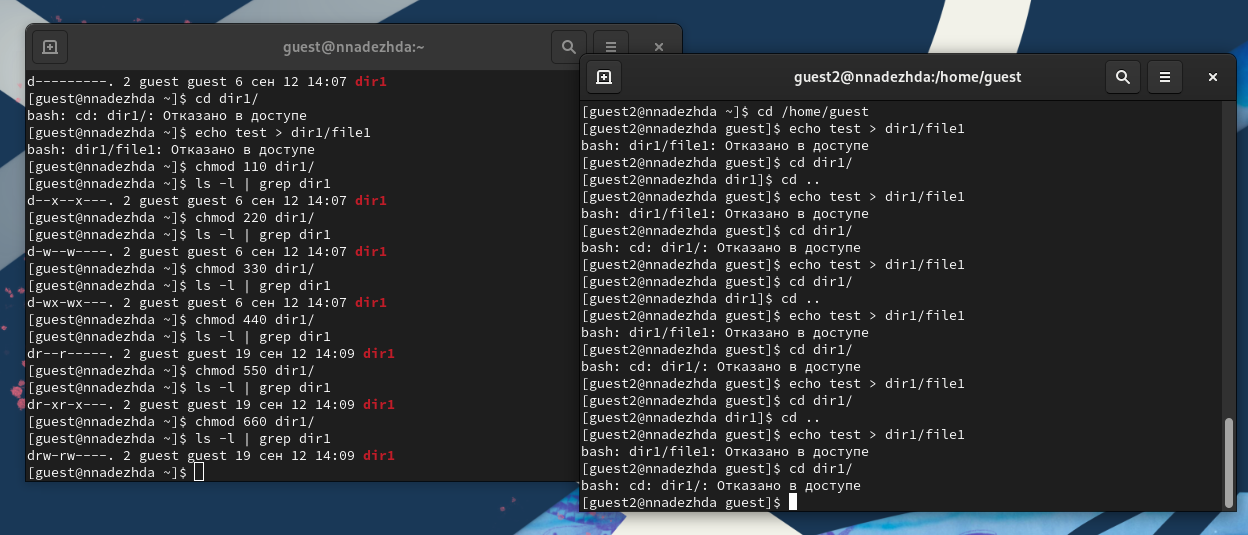 guest@nnadezhda:~
d---------. 2 guest guest 6 сен 12 14:07 dir1
[guest@nnadezhda ~]$ cd dir1/
bash: cd: dir1/: Отказано в доступе
[guest@nnadezhda ~]$ echo test > dir1/file1
bash: dir1/file1: Отказано в доступе
[guest@nnadezhda ~]$ chmod 110 dir1/
[guest@nnadezhda ~]$ ls -l | grep dir1
d--x--x---. 2 guest guest 6 сен 12 14:07 dir1
[guest@nnadezhda ~]$ chmod 220 dir1/
[guest@nnadezhda ~]$ ls -l | grep dir1
d-w--w----. 2 guest guest 6 сен 12 14:07 dir1
[guest@nnadezhda ~]$ chmod 330 dir1/
[guest@nnadezhda ~]$ ls -l | grep dir1
d-wx-wx---. 2 guest guest 6 сен 12 14:07 dir1
[guest@nnadezhda ~]$ chmod 440 dir1/
[guest@nnadezhda ~]$ ls -l | grep dir1
dr--r-----. 2 guest guest 19 сен 12 14:09 dir1
[guest@nnadezhda ~]$ chmod 550 dir1/
[guest@nnadezhda ~]$ ls -l | grep dir1
dr-xr-x---. 2 guest guest 19 сен 12 14:09 dir1
[guest@nnadezhda ~]$ chmod 660 dir1/
[guest@nnadezhda ~]$ ls -l | grep dir1
drw-rw----. 2 guest guest 19 сен 12 14:09 dir1
[guest@nnadezhda ~]$
guest2@nnadezhda:/home/guest
[guest2@nnadezhda ~]$ cd /home/guest
[guest2@nnadezhda guest]$ echo test > dir1/file1
bash: dir1/file1: Отказано в доступе
[guest2@nnadezhda guest]$ cd dir1/
[guest2@nnadezhda dir1]$ cd ..
[guest2@nnadezhda guest]$ echo test > dir1/file1
bash: dir1/file1: Отказано в доступе
[guest2@nnadezhda guest]$ cd dir1/
bash: cd: dir1/: Отказано в доступе
[guest2@nnadezhda guest]$ echo test > dir1/file1
[guest2@nnadezhda guest]$ cd dir1/
[guest2@nnadezhda dir1]$ cd ..
[guest2@nnadezhda guest]$ echo test > dir1/file1
bash: dir1/file1: Отказано в доступе
[guest2@nnadezhda guest]$ cd dir1/
bash: cd: dir1/: Отказано в доступе
[guest2@nnadezhda guest]$ echo test > dir1/file1
[guest2@nnadezhda guest]$ cd dir1/
[guest2@nnadezhda dir1]$ cd ..
[guest2@nnadezhda guest]$ echo test > dir1/file1
bash: dir1/file1: Отказано в доступе
[guest2@nnadezhda guest]$ cd dir1/
bash: cd: dir1/: Отказано в доступе
[guest2@nnadezhda guest]$